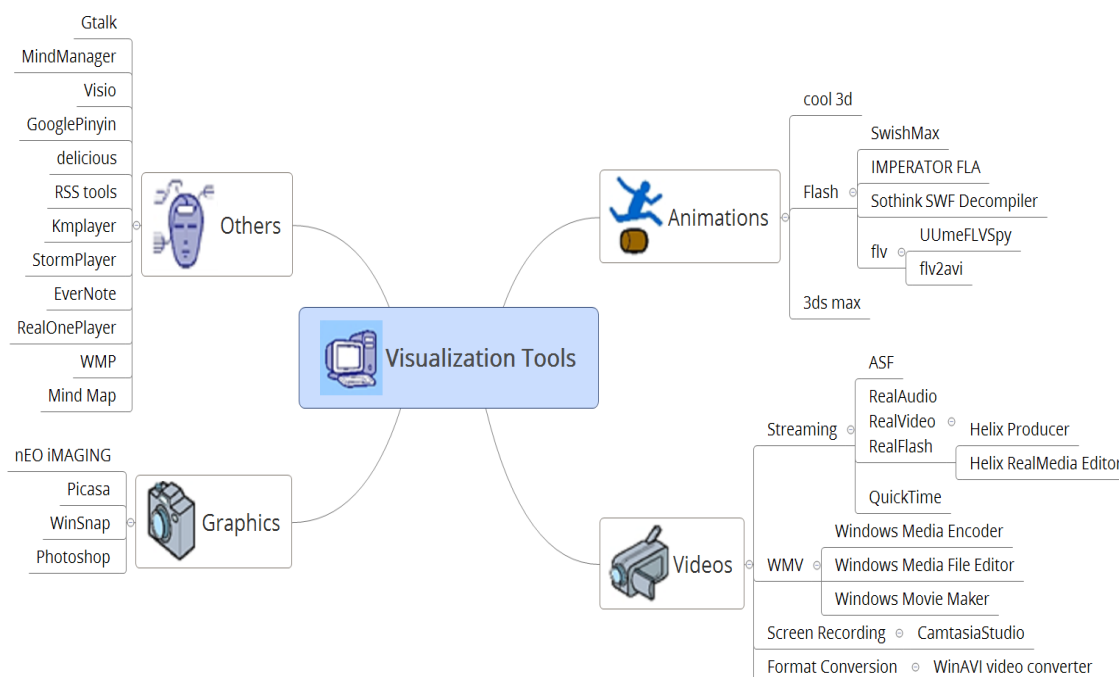 Gtalk
MindManager
Visio
GooglePinyin
delicious
RSS tools
Kmplayer
StormPlayer
EverNote
RealOnePlayer
WMP
Mind Map
Others
nEO iMAGING
Picasa
WinSnap
Photoshop
Graphics
Visualization Tools
Animations
cool 3d
Flash
SwishMax
IMPERATOR FLA
Sothink SWF Decompiler
flv
UUmeFLVSpy
flv2avi
3ds max
Videos
Streaming
ASF
RealAudio
RealVideo
RealFlash
Helix Producer
Helix RealMedia Editor
QuickTime
WMV
Windows Media Encoder
Windows Media File Editor
Windows Movie Maker
Screen Recording
CamtasiaStudio
Format Conversion
WinAVI video converter